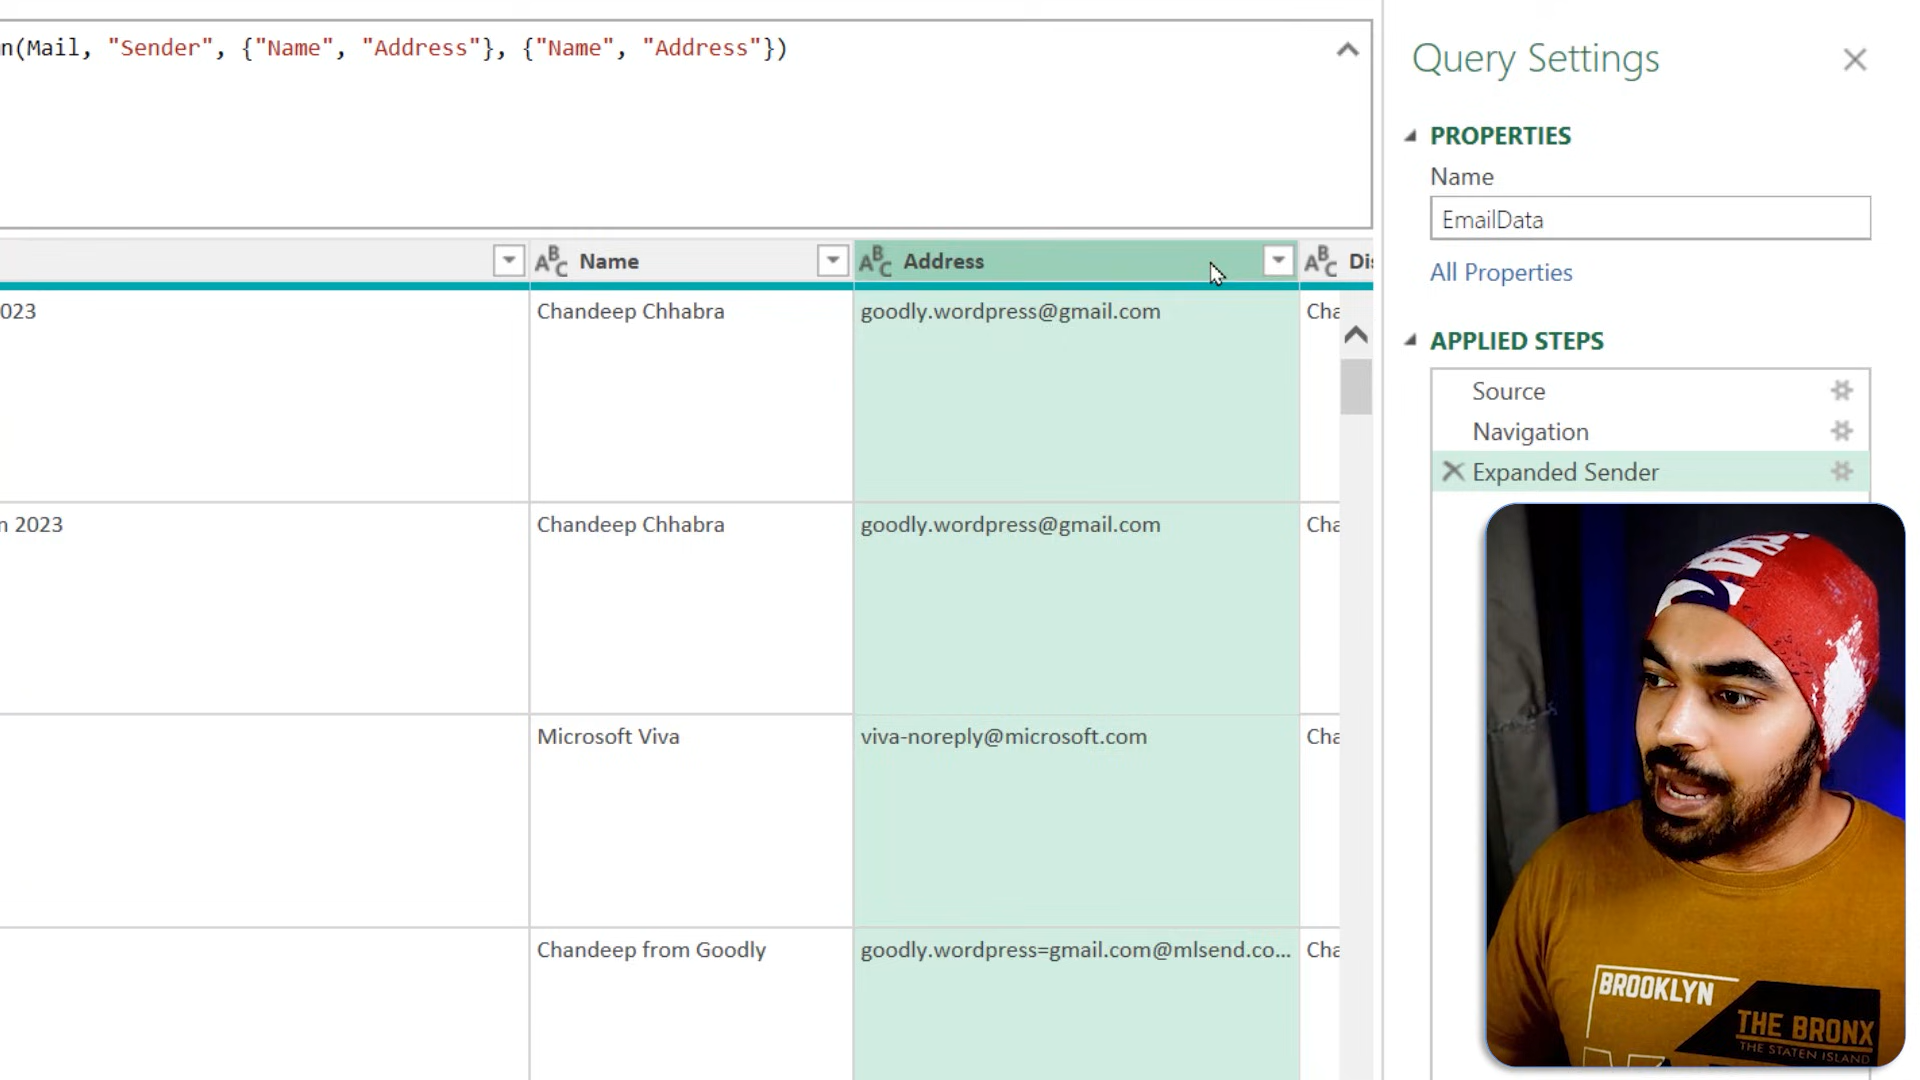 n(Mail, "Sender", {"Name", "Address"}, {"Name", "Address"})
Query Settings
PROPERTIES
Name
EmailData
All Properties
APPLIED STEPS
Source
Navigation
Expanded Sender
Name
Address
023
Chandeep Chhabra
goodly.wordpress@gmail.com
Cha
n 2023
Chandeep Chhabra
goodly.wordpress@gmail.com
Cha
Microsoft Viva
viva-noreply@microsoft.com
Cha
Chandeep from Goodly
goodly.wordpress=gmail.com@mlsend.co...
Cha
BROOKLYN
THE BRONX
THE STATEN ISLAND